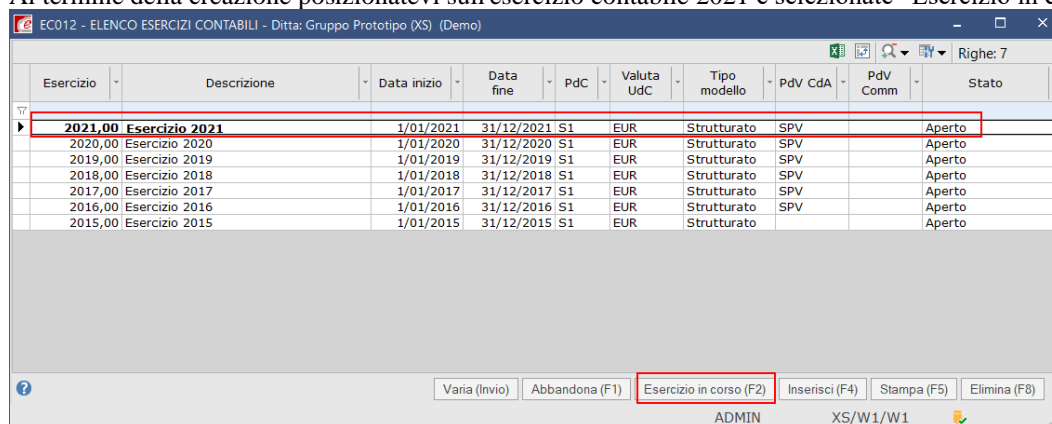 Al termine della creazione posizionatevi sull'esercizio contabile 2021 e selezionate "Esercizio in
EC012 - ELENCO ESERCIZI CONTABILI - Ditta: Gruppo Prototipo (XS) (Demo)
Righe: 7
Esercizio Descrizione Data inizio Data fine PdC Valuta UdC Tipo modello PdV CdA PdV Comm Stato
2021,00 Esercizio 2021 1/01/2021 31/12/2021 S1 EUR Strutturato SPV Aperto
2020,00 Esercizio 2020 1/01/2020 31/12/2020 S1 EUR Strutturato SPV Aperto
2019,00 Esercizio 2019 1/01/2019 31/12/2019 S1 EUR Strutturato SPV Aperto
2018,00 Esercizio 2018 1/01/2018 31/12/2018 S1 EUR Strutturato SPV Aperto
2017,00 Esercizio 2017 1/01/2017 31/12/2017 S1 EUR Strutturato SPV Aperto
2016,00 Esercizio 2016 1/01/2016 31/12/2016 S1 EUR Strutturato SPV Aperto
2015,00 Esercizio 2015 1/01/2015 31/12/2015 S1 EUR Strutturato Aperto
Varia (Invio) Abbandona (F1) Esercizio in corso (F2) Inserisci (F4) Stampa (F5) Elimina (F8)
ADMIN XS/W1/W1